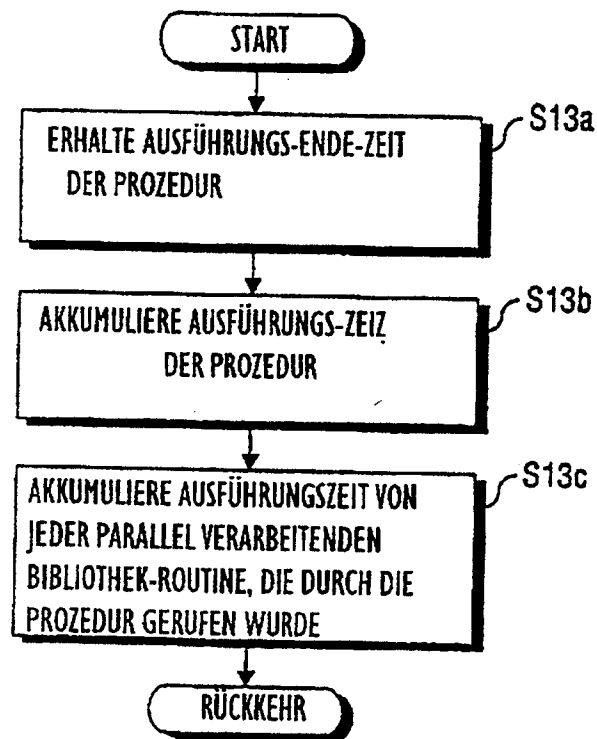 START
ERHALTE AUSFÜHRUNGS-ENDE-ZEIT
DER PROZEDUR
S13a
AKKUMULIERE AUSFÜHRUNGS-ZEIZ
DER PROZEDUR
S13b
AKKUMULIERE AUSFÜHRUNGSZEIT VON
JEDER PARALLEL VERARBEITENDEN
BIBLIOTHEK-ROUTINE, DIE DURCH DIE
PROZEDUR GERUFEN WURDE
S13c
RÜCKKEHR